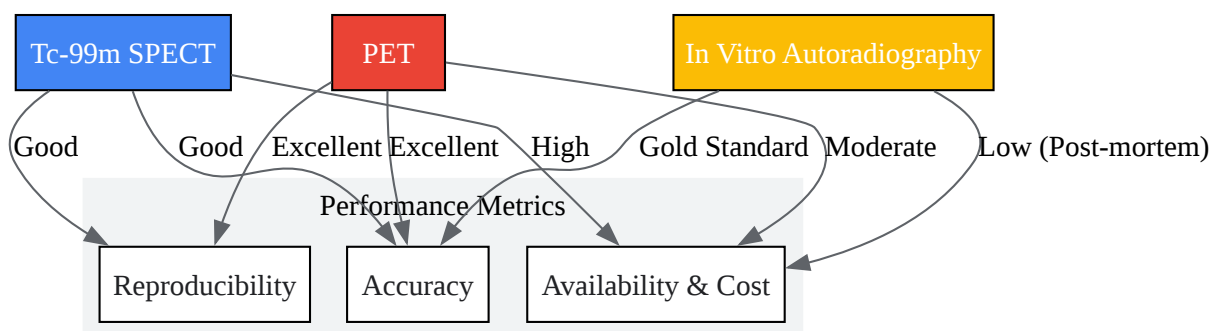 Tc-99m SPECT
PET
In Vitro Autoradiography
Good
Good
Excellent
Excellent
High
Gold Standard
Moderate
Low (Post-mortem)
Performance Metrics
Reproducibility
Accuracy
Availability & Cost